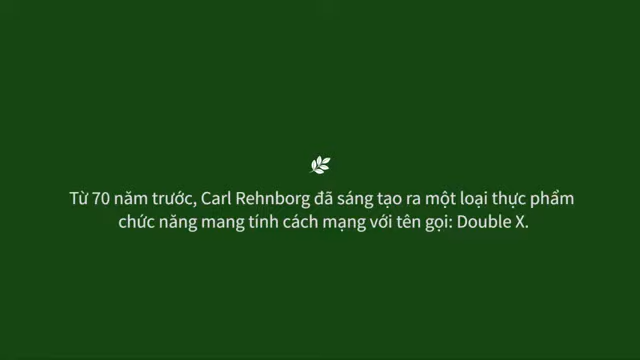 Từ 70 năm trước, Carl Rehnborg đã sáng tạo ra một loại thực phẩm
chức năng mang tính cách mạng với tên gọi: Double X.